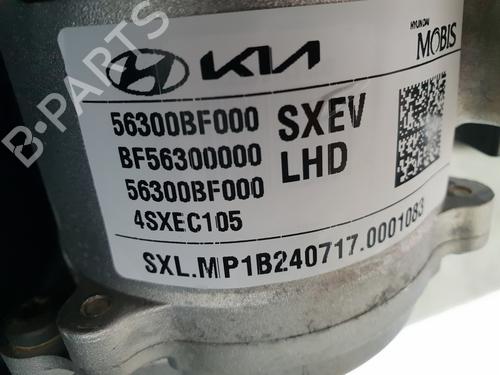 HYUNDAI
MOBIS
KIA
56300BF000
SXEV
BF56300000
LHD
56300BF000
4SXEC105
SXL.MP1B240717.0001083
B-PARTS